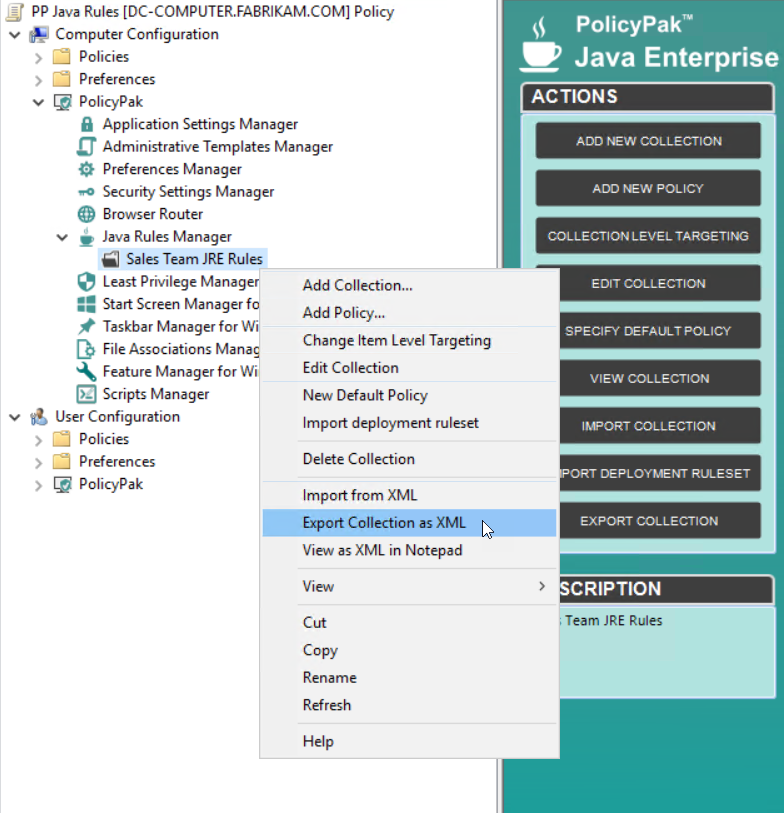 PP Java Rules [DC-COMPUTER.FABRIKAM.COM] Policy
Computer Configuration
Policies
Preferences
PolicyPak
Application Settings Manager
Administrative Templates Manager
Preferences Manager
Security Settings Manager
Browser Router
Java Rules Manager
Sales Team JRE Rules
Least Privilege Manager
Start Screen Manager fo
Taskbar Manager for Wi
File Associations Manag
Feature Manager for Wi
Scripts Manager
User Configuration
Policies
Preferences
PolicyPak
Add Collection...
Add Policy...
Change Item Level Targeting
Edit Collection
New Default Policy
Import deployment ruleset
Delete Collection
Import from XML
Export Collection as XML
View as XML in Notepad
View
Cut
Copy
Rename
Refresh
Help
PolicyPak™
Java Enterprise
ACTIONS
ADD NEW COLLECTION
ADD NEW POLICY
COLLECTION LEVEL TARGETING
EDIT COLLECTION
SPECIFY DEFAULT POLICY
VIEW COLLECTION
IMPORT COLLECTION
PORT DEPLOYMENT RULESET
EXPORT COLLECTION
SCRIPTION
s Team JRE Rules